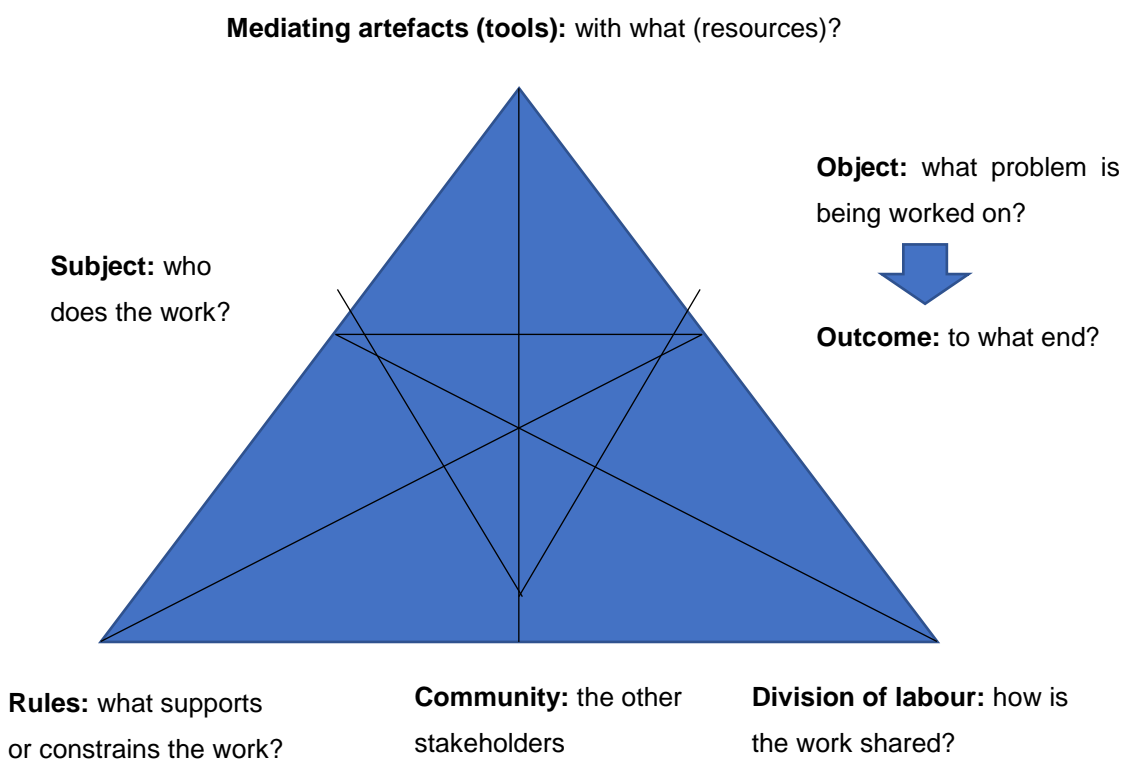 Mediating artefacts (tools): with what (resources)?
Object: what problem is
being worked on?
Subject: who
does the work?
Outcome: to what end?
Rules: what supports
or constrains the work?
Community: the other
stakeholders
Division of labour: how is
the work shared?